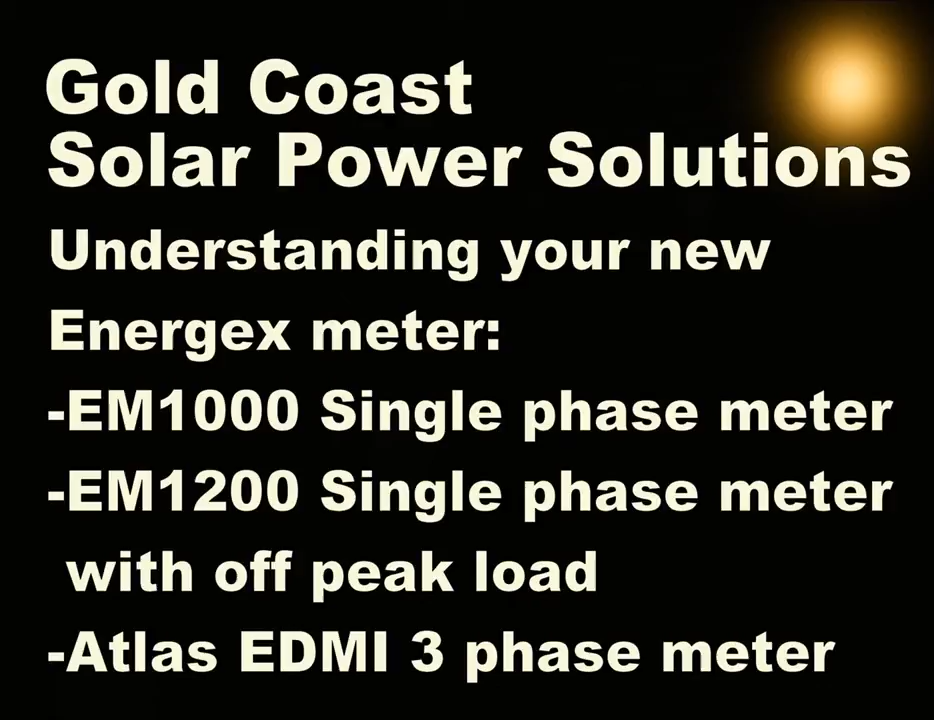 Gold Coast
Solar Power Solutions
Understanding your new
Energex meter:
-EM1000 Single phase meter
-EM1200 Single phase meter
with off peak load
-Atlas EDMI 3 phase meter